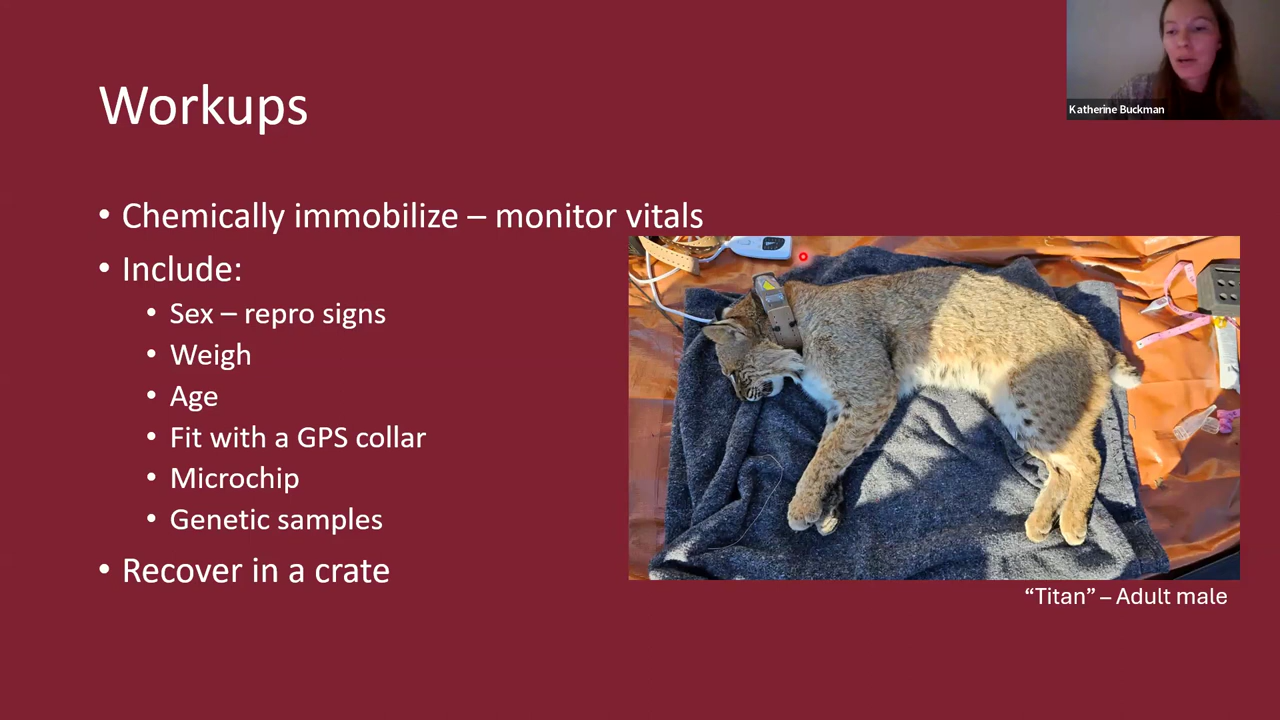 Workups
Katherine Buckman
• Chemically immobilize – monitor vitals
• Include:
• Sex – repro signs
• Weigh
• Age
• Fit with a GPS collar
• Microchip
• Genetic samples
• Recover in a crate
“Titan” – Adult male